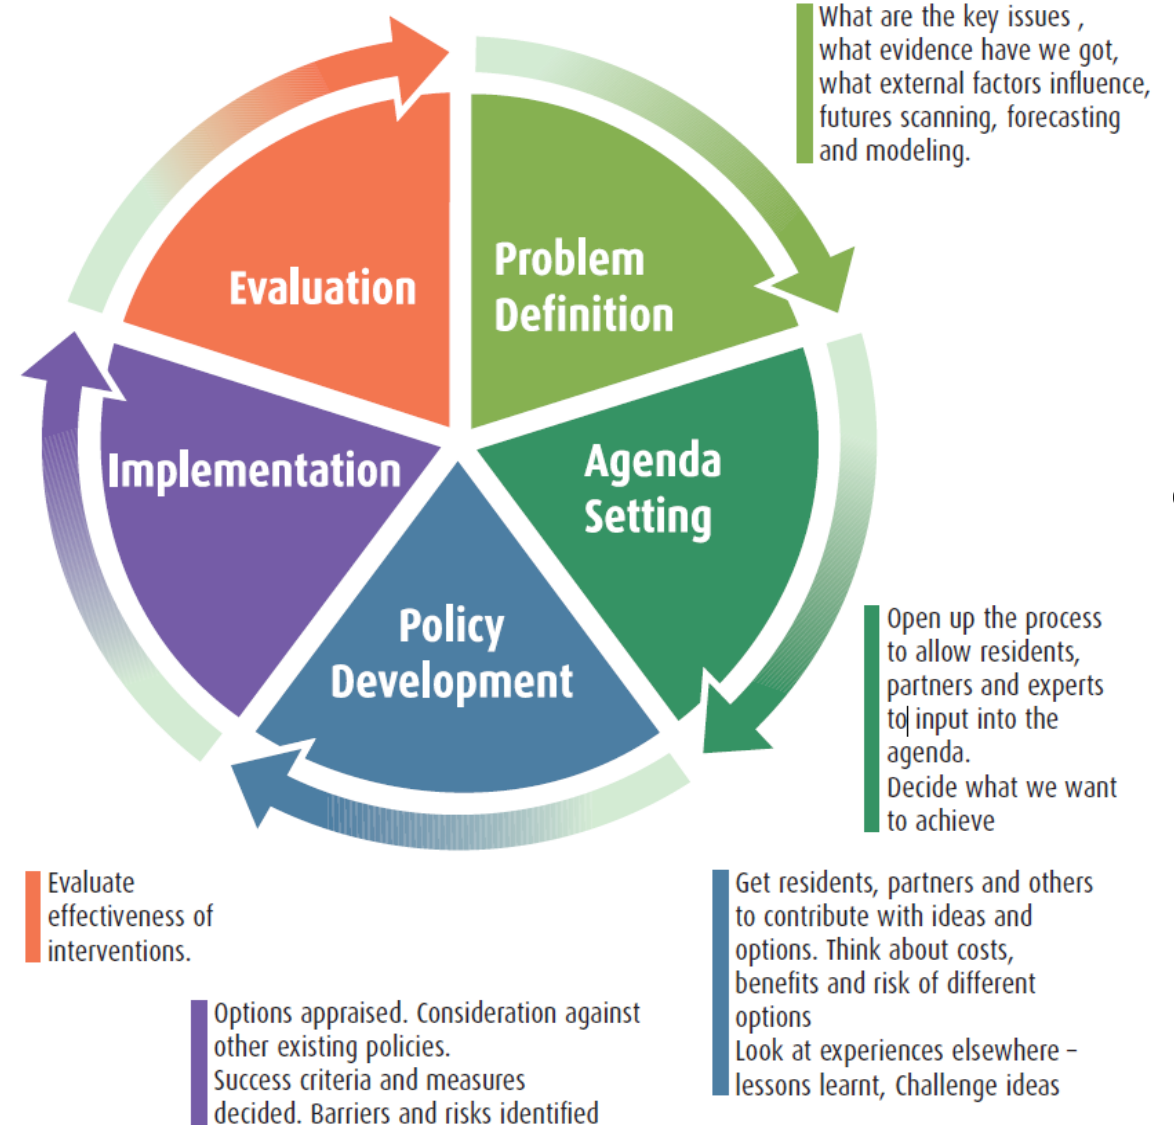 What are the key issues ,
what evidence have we got,
what external factors influence,
futures scanning, forecasting
and modeling.
Evaluation
Problem
Definition
Implementation
Agenda
Setting
Policy
Development
Open up the process
to allow residents,
partners and experts
to input into the
agenda.
Decide what we want
to achieve
Get residents, partners and others
to contribute with ideas and
options. Think about costs,
benefits and risk of different
options
Look at experiences elsewhere –
lessons learnt, Challenge ideas
Evaluate
effectiveness of
interventions.
Options appraised. Consideration against
other existing policies.
Success criteria and measures
decided. Barriers and risks identified